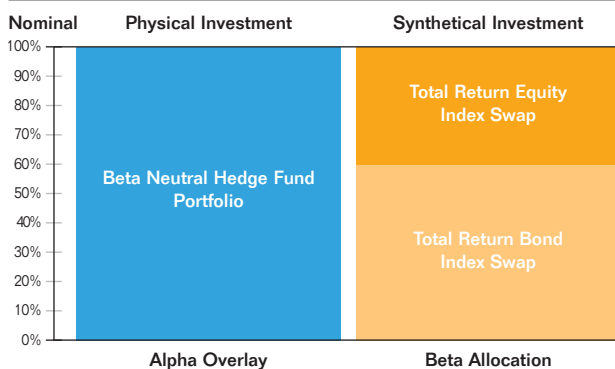 Nominal Physical Investment Synthetical Investment
100%
90%
80%
70%
60%
50%
40%
30%
20%
10%
0%
Beta Neutral Hedge Fund
Portfolio
Total Return Equity
Index Swap
Total Return Bond
Index Swap
Alpha Overlay Beta Allocation